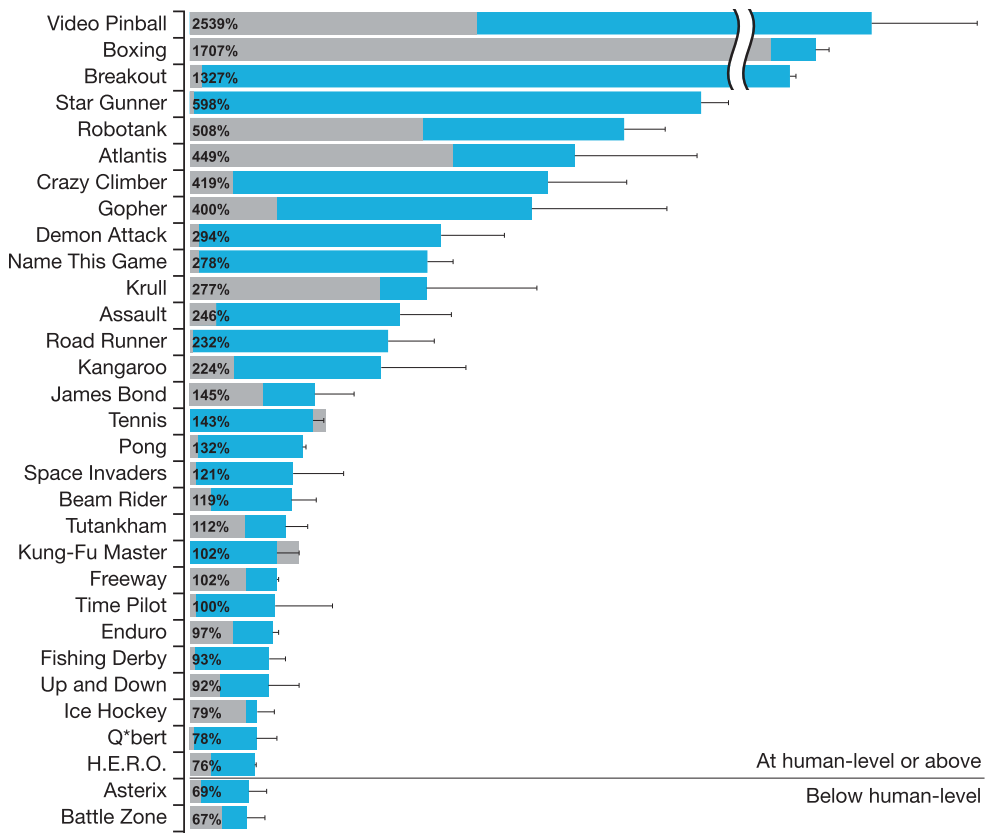 Video Pinball 2539%
Boxing 1707%
Breakout 1327%
Star Gunner 598%
Robotank 508%
Atlantis 449%
Crazy Climber 419%
Gopher 400%
Demon Attack 294%
Name This Game 278%
Krull 277%
Assault 246%
Road Runner 232%
Kangaroo 224%
James Bond 145%
Tennis 143%
Pong 132%
Space Invaders 121%
Beam Rider 119%
Tutankham 112%
Kung-Fu Master 102%
Freeway 102%
Time Pilot 100%
Enduro 97%
Fishing Derby 93%
Up and Down 92%
Ice Hockey 79%
Q*bert 78%
H.E.R.O. 76%
At human-level or above
Asterix 69%
Below human-level
Battle Zone 67%